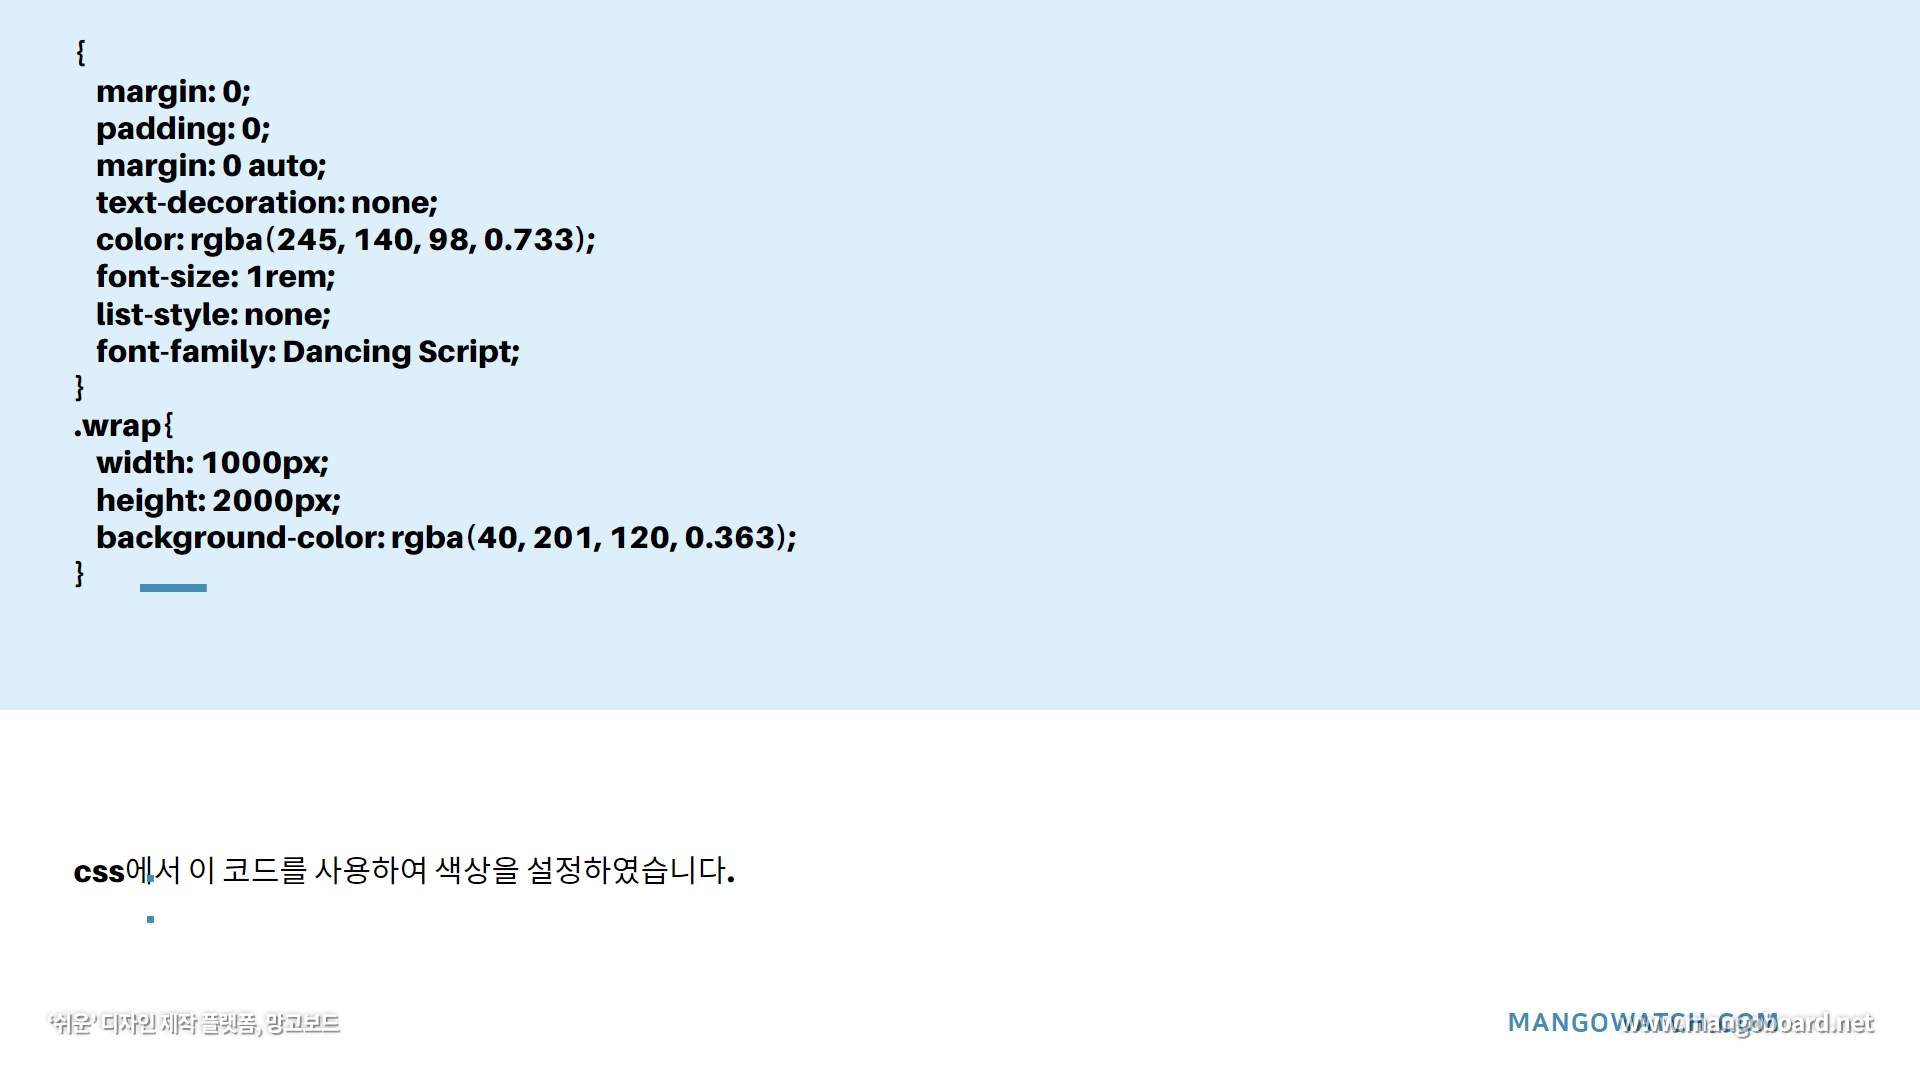 {
margin: 0;
padding: 0;
margin: 0 auto;
text-decoration: none;
color: rgba(245, 140, 98, 0.733);
font-size: 1rem;
list-style: none;
font-family: Dancing Script;
}
.wrap{
width: 1000px;
height: 2000px;
background-color: rgba(40, 201, 120, 0.363);
}
css에서 이 코드를 사용하여 색상을 설정하였습니다.
‘쉬운’ 디자인 제작 플랫폼, 망고보드
MANGOWATCH.COM
www.mangoboard.net